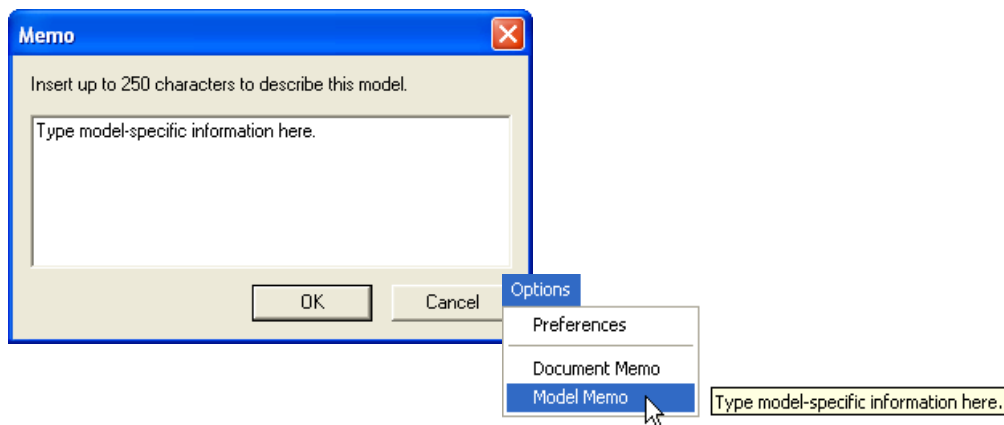 Memo
Insert up to 250 characters to describe this model.
Type model-specific information here.
OK
Cancel
Options
Preferences
Document Memo
Model Memo
Type model-specific information here.